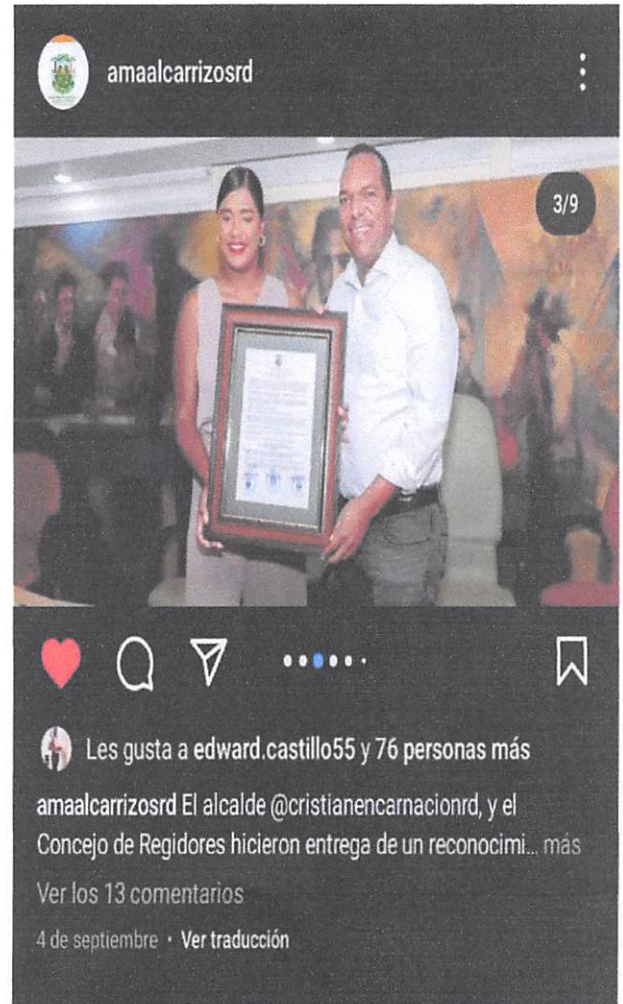 amaalcarrizosrd
3/9
Les gusta a edward.castillo55 y 76 personas más
amaalcarrizosrd El alcalde @cristianencarnacionrd, y el
Concejo de Regidores hicieron entrega de un reconocimi... más
Ver los 13 comentarios
4 de septiembre • Ver traducción